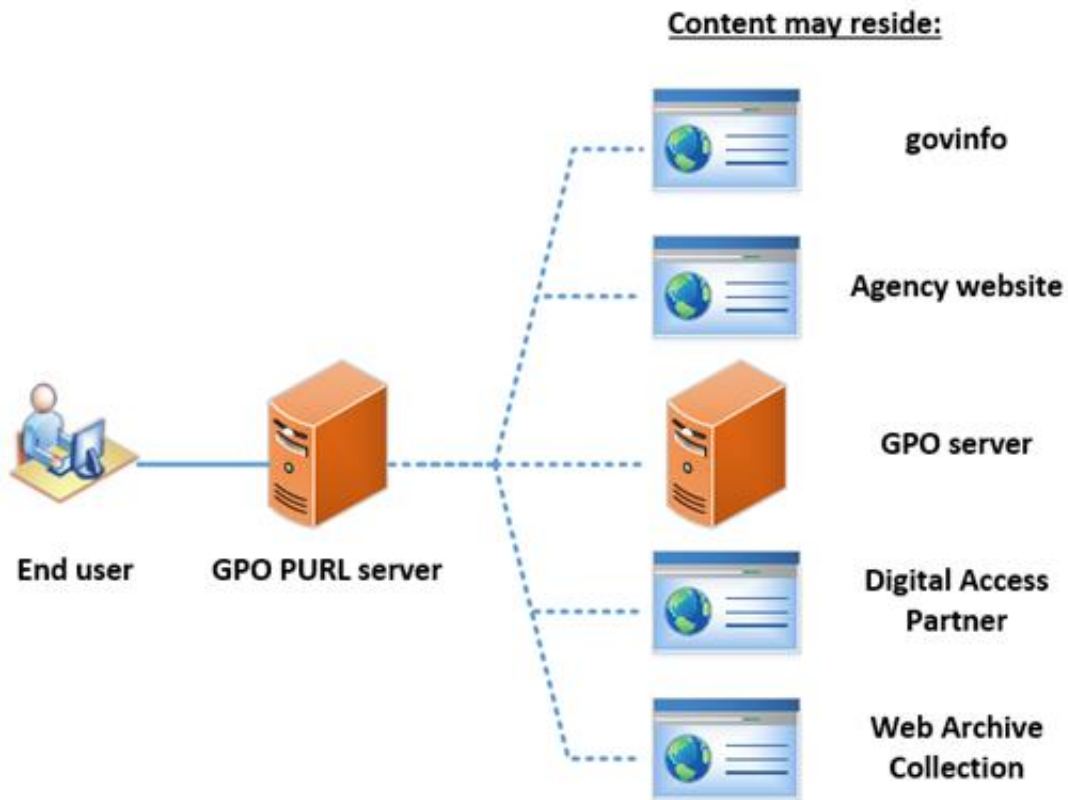 Content may reside:
govinfo
Agency website
GPO server
End user
GPO PURL server
Digital Access
Partner
Web Archive
Collection